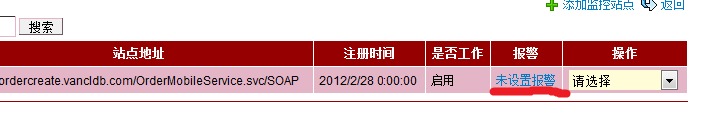 添加监控站点 返回
搜索
站点地址 注册时间 是否工作 报警 操作
ordercreate.vancldb.com/OrderMobileService.svc/SOAP 2012/2/28 0:00:00 启用 未设置报警 请选择